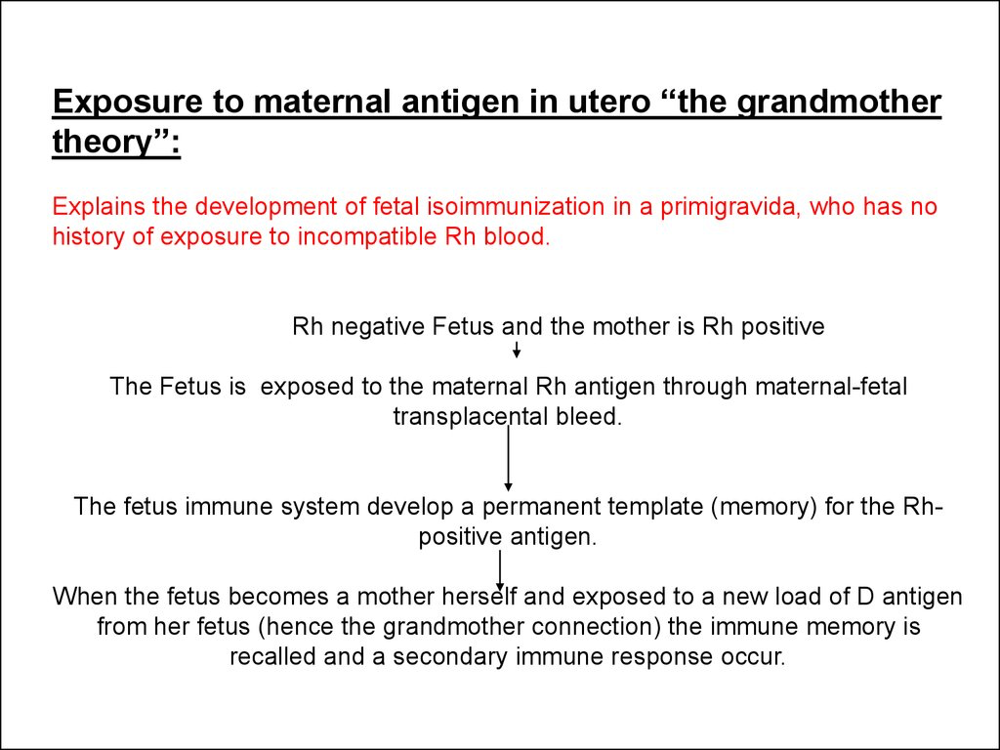 Exposure to maternal antigen in utero “the grandmother
theory”:
Explains the development of fetal isoimmunization in a primigravida, who has no
history of exposure to incompatible Rh blood.
Rh negative Fetus and the mother is Rh positive
The Fetus is  exposed to the maternal Rh antigen through maternal-fetal
transplacental bleed.
The fetus immune system develop a permanent template (memory) for the Rh-
positive antigen.
When the fetus becomes a mother herself and exposed to a new load of D antigen
from her fetus (hence the grandmother connection) the immune memory is
recalled and a secondary immune response occur.